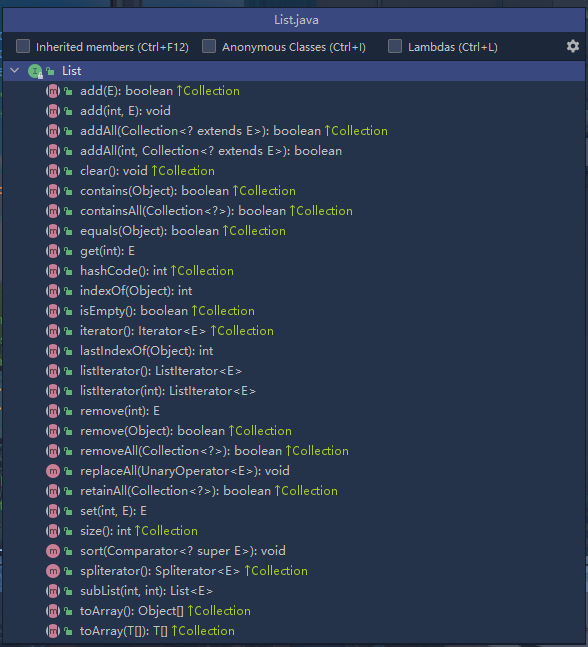 List.java
Inherited members (Ctrl+F12) Anonymous Classes (Ctrl+I) Lambdas (Ctrl+L)
List
add(E): boolean ↑Collection
add(int, E): void
addAll(Collection<? extends E>): boolean ↑Collection
addAll(int, Collection<? extends E>): boolean
clear(): void ↑Collection
contains(Object): boolean ↑Collection
containsAll(Collection<?>): boolean ↑Collection
equals(Object): boolean ↑Collection
get(int): E
hashCode(): int ↑Collection
indexOf(Object): int
isEmpty(): boolean ↑Collection
iterator(): Iterator<E> ↑Collection
lastIndexOf(Object): int
listIterator(): ListIterator<E>
listIterator(int): ListIterator<E>
remove(int): E
remove(Object): boolean ↑Collection
removeAll(Collection<?>): boolean ↑Collection
replaceAll(UnaryOperator<E>): void
retainAll(Collection<?>): boolean ↑Collection
set(int, E): E
size(): int ↑Collection
sort(Comparator<? super E>): void
spliterator(): Spliterator<E> ↑Collection
subList(int, int): List<E>
toArray(): Object[] ↑Collection
toArray(T[]): T[] ↑Collection